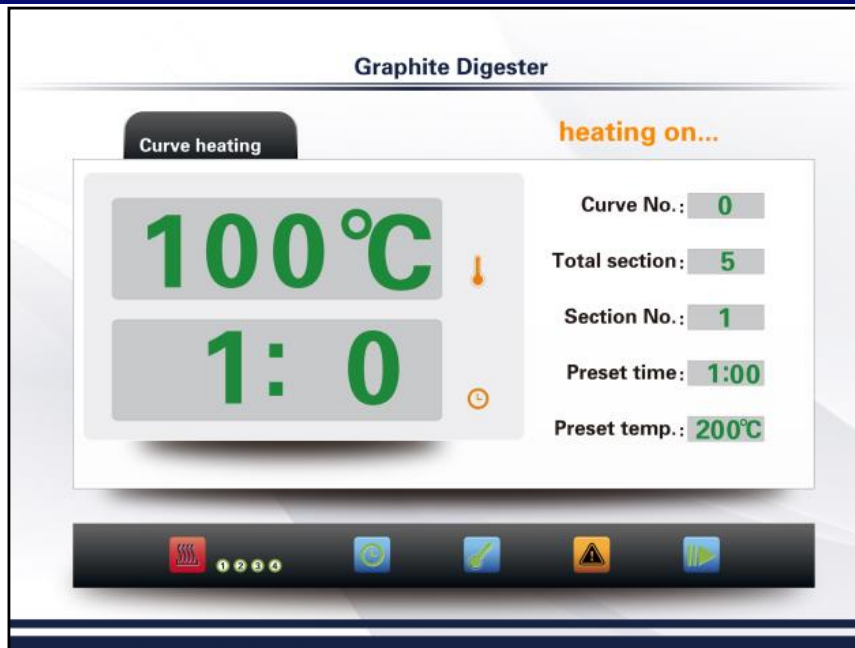 Graphite Digester
Curve heating
heating on...
100℃
1: 0
Curve No.: 0
Total section: 5
Section No.: 1
Preset time: 1:00
Preset temp.: 200℃
① ② ③ ④